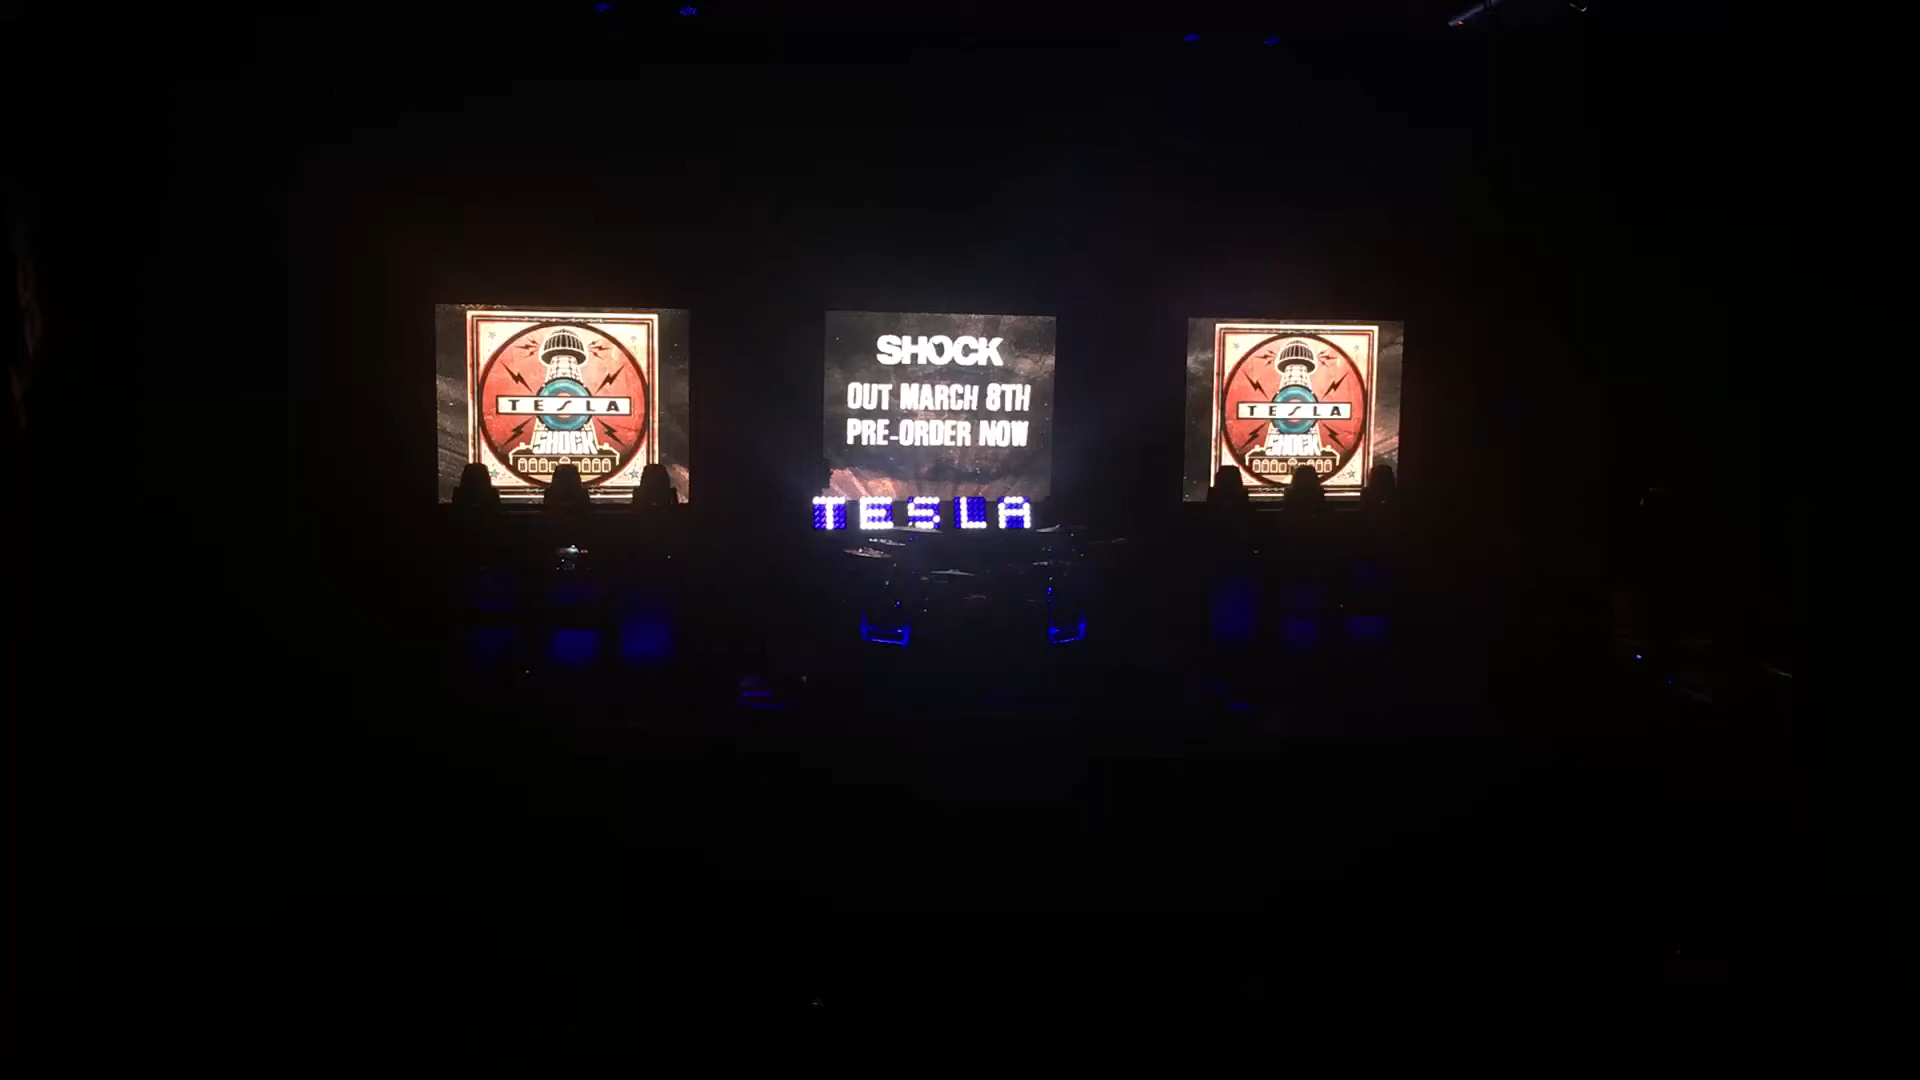 TESLA
SHOCK
SHOCK
OUT MARCH 8TH
PRE-ORDER NOW
TESLA
TESLA
SHOCK